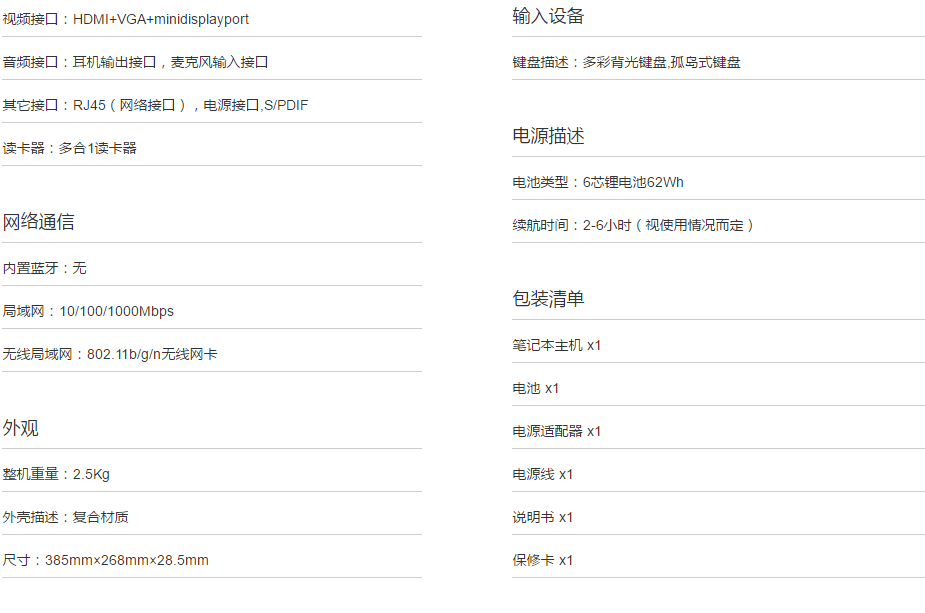 视频接口：HDMI+VGA+minidisplayport
音频接口：耳机输出接口，麦克风输入接口
其它接口：RJ45（网络接口），电源接口,S/PDIF
读卡器：多合1读卡器
网络通信
内置蓝牙：无
局域网：10/100/1000Mbps
无线局域网：802.11b/g/n无线网卡
外观
整机重量：2.5Kg
外壳描述：复合材质
尺寸：385mm×268mm×28.5mm
输入设备
键盘描述：多彩背光键盘,孤岛式键盘
电源描述
电池类型：6芯锂电池62Wh
续航时间：2-6小时（视使用情况而定）
包装清单
笔记本主机 x1
电池 x1
电源适配器 x1
电源线 x1
说明书 x1
保修卡 x1